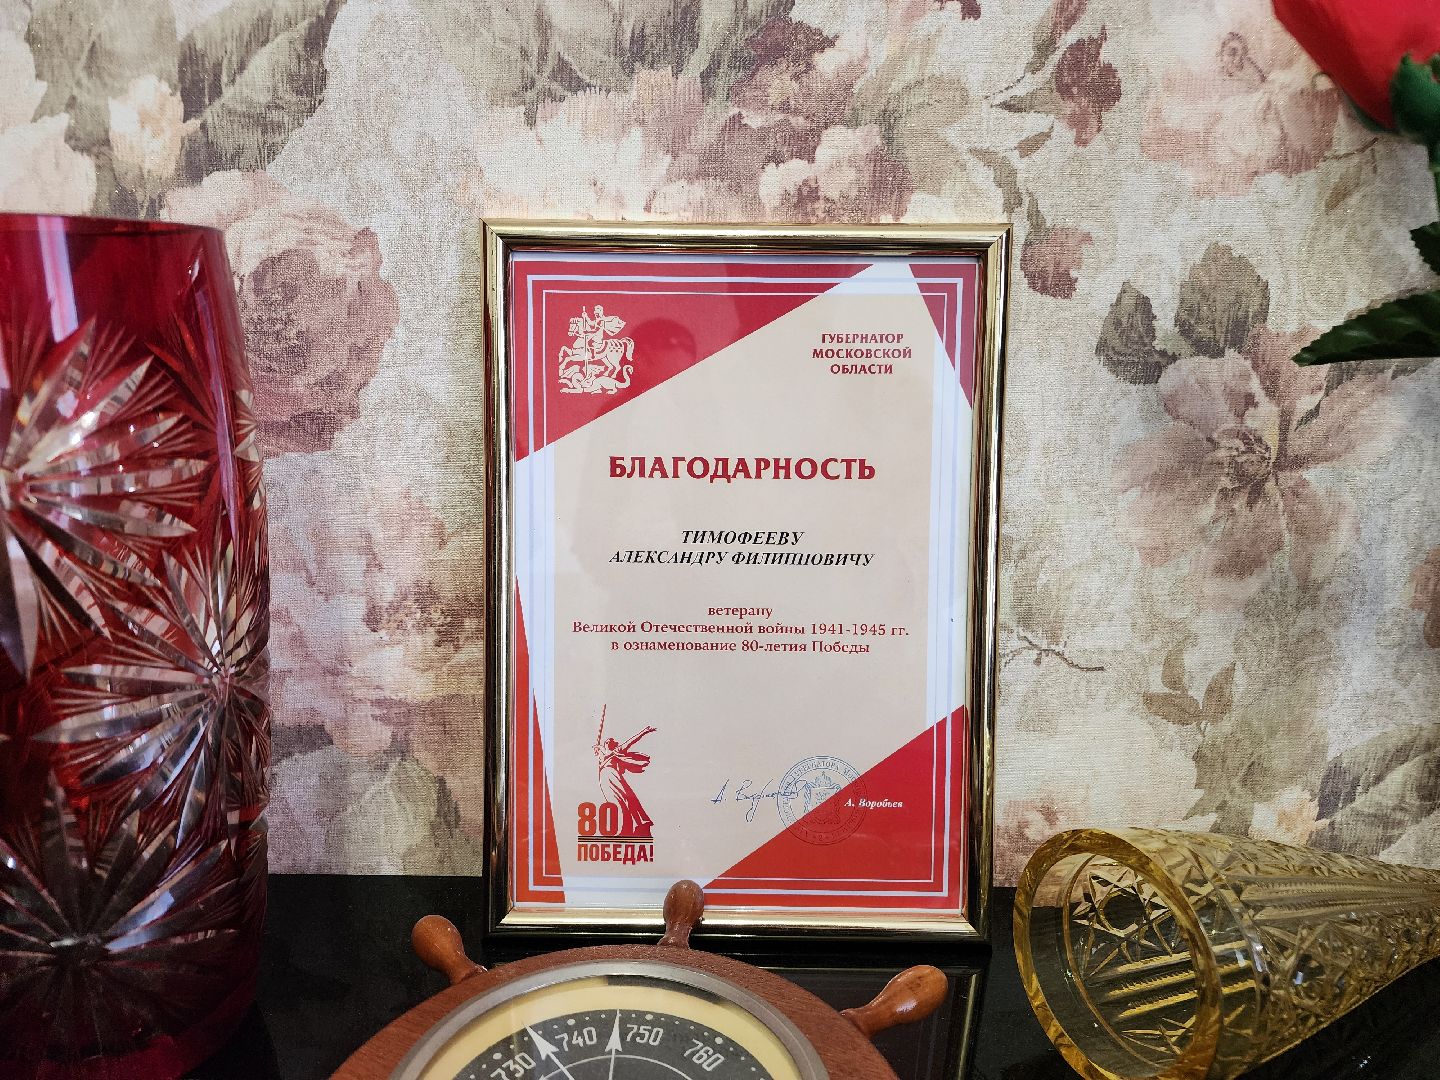 ГУБЕРНАТОР
МОСКОВСКОЙ
ОБЛАСТИ
БЛАГОДАРНОСТЬ
ТИМОФЕЕВУ
АЛЕКСАНДРУ ФИЛИППОВИЧУ
ветерану
Великой Отечественной войны 1941-1945 гг.
в ознаменование 80-летия Победы
80
ПОБЕДА!
А. Воробьев
730 740 750 760